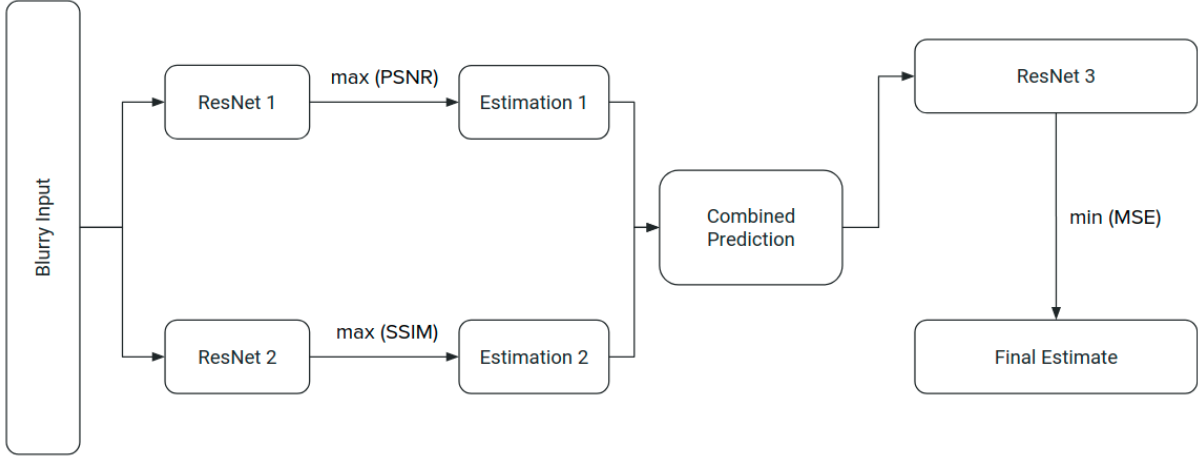 Blurry Input
ResNet 1
max (PSNR)
Estimation 1
ResNet 2
max (SSIM)
Estimation 2
Combined
Prediction
ResNet 3
min (MSE)
Final Estimate